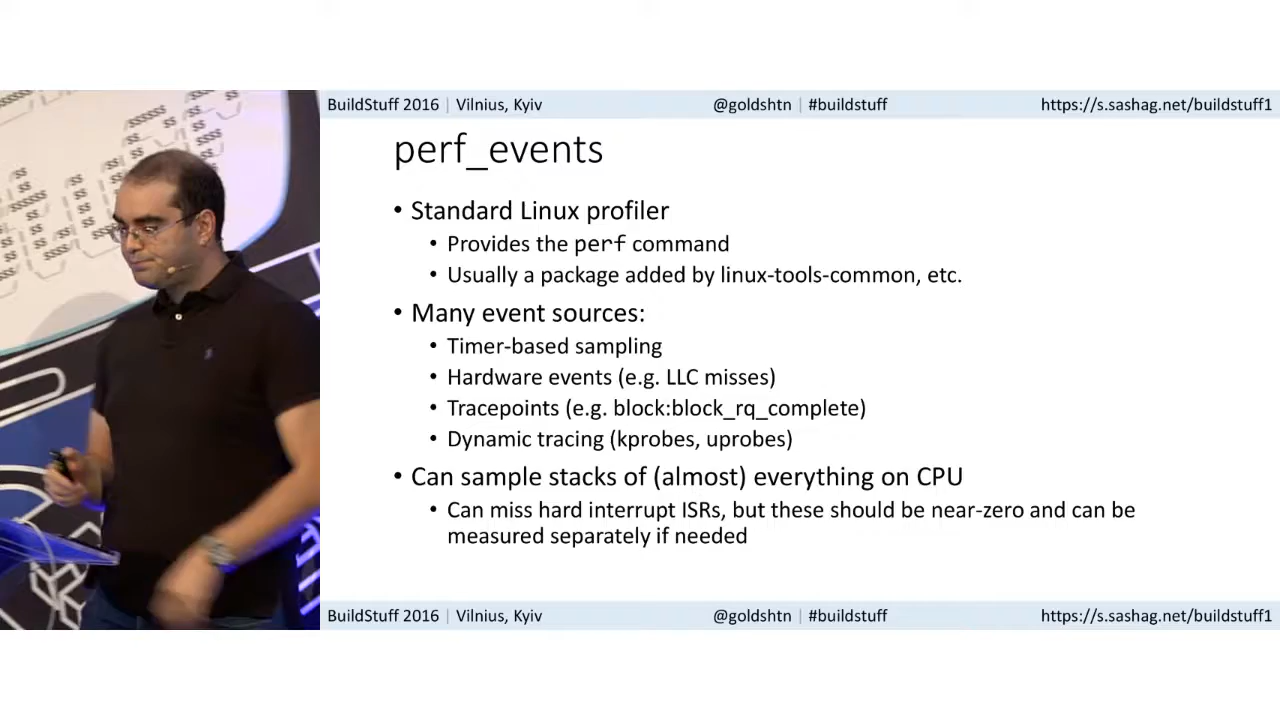 BuildStuff 2016 | Vilnius, Kyiv @goldshtn | #buildstuff https://s.sashag.net/buildstuff1
perf_events
• Standard Linux profiler
• Provides the perf command
• Usually a package added by linux-tools-common, etc.
• Many event sources:
• Timer-based sampling
• Hardware events (e.g. LLC misses)
• Tracepoints (e.g. block:block_rq_complete)
• Dynamic tracing (kprobes, uprobes)
• Can sample stacks of (almost) everything on CPU
• Can miss hard interrupt ISRs, but these should be near-zero and can be
measured separately if needed
BuildStuff 2016 | Vilnius, Kyiv @goldshtn | #buildstuff https://s.sashag.net/buildstuff1